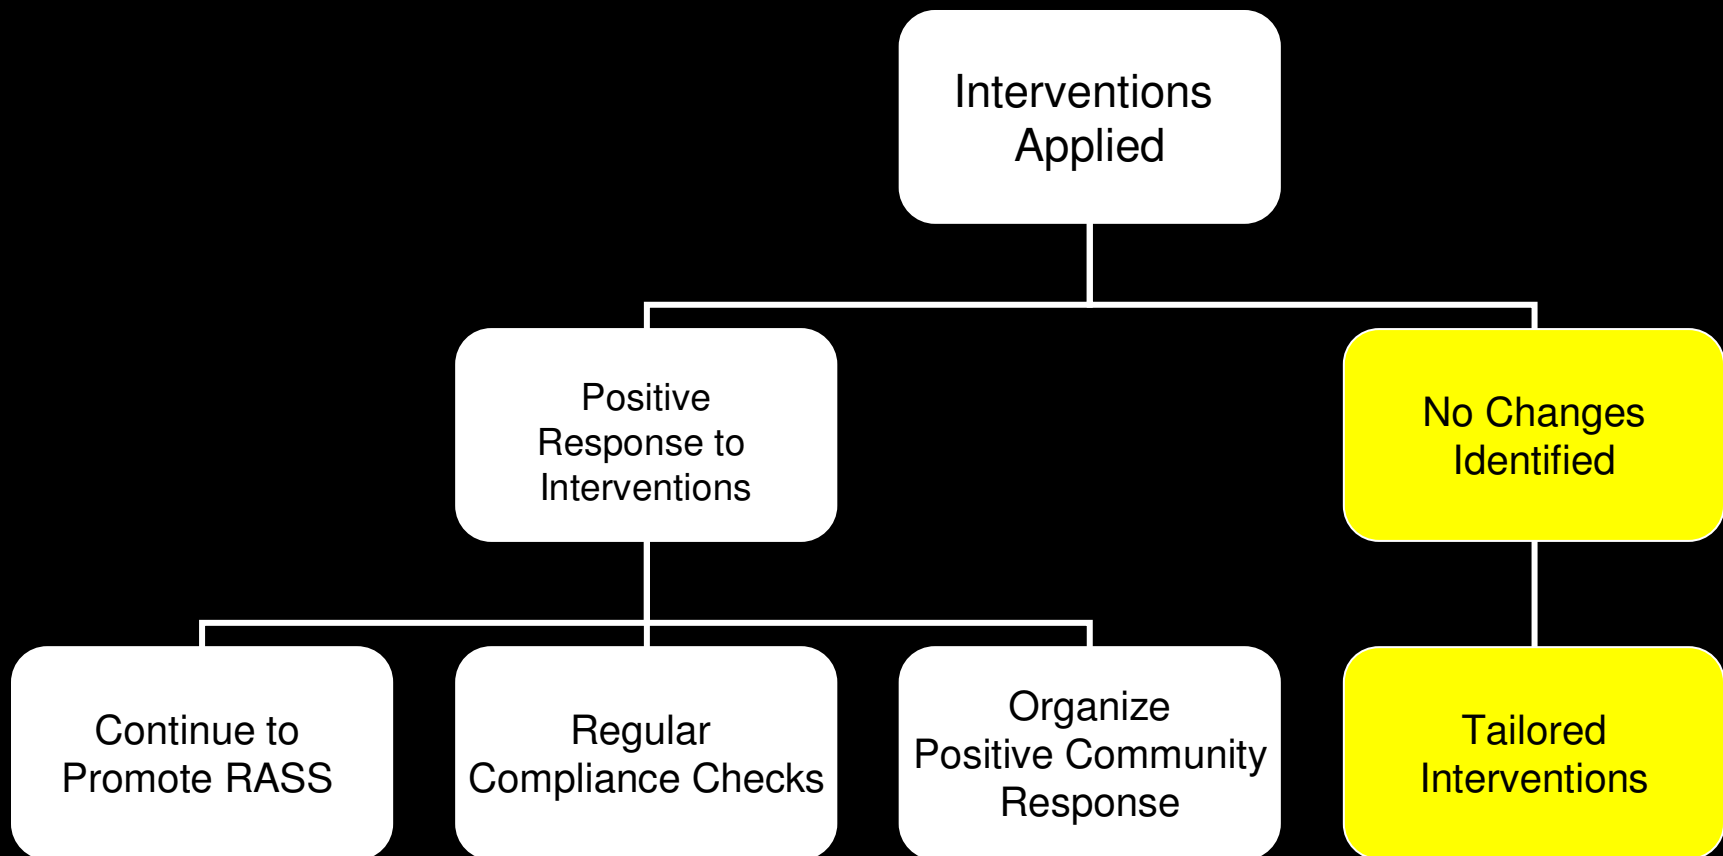 Interventions
Applied
Positive
Response to
Interventions
No Changes
Identified
Continue to
Promote RASS
Regular
Compliance Checks
Organize
Positive Community
Response
Tailored
Interventions